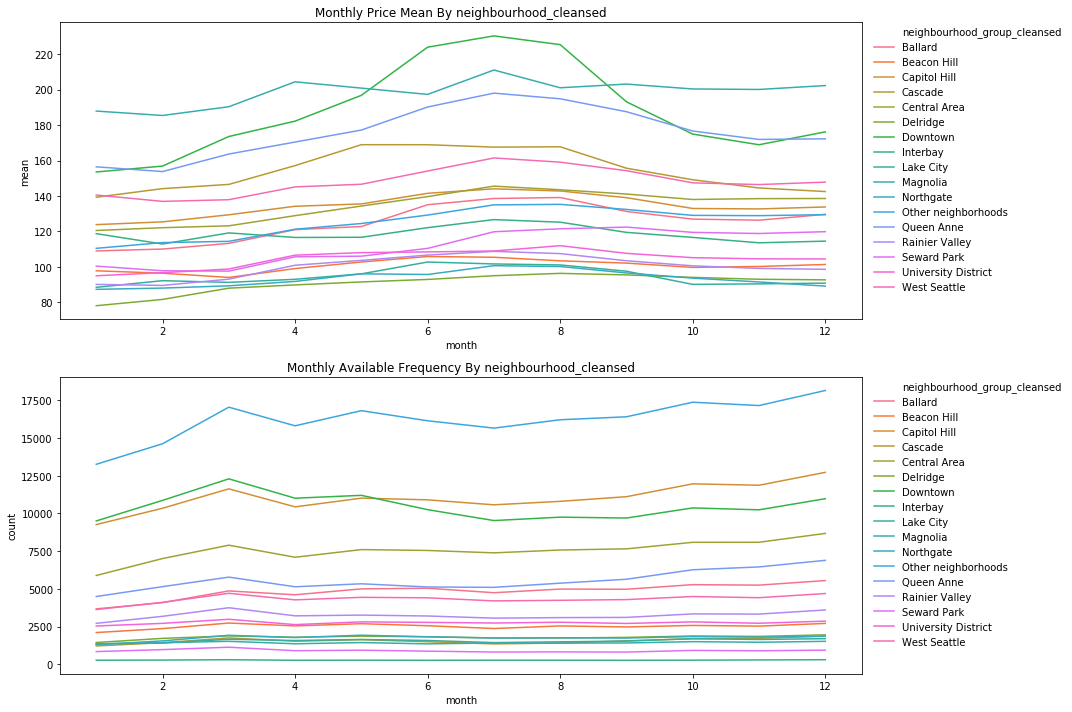 Monthly Price Mean By neighbourhood_cleansed
neighbourhood_group_cleansed
Ballard
Beacon Hill
Capitol Hill
Cascade
Central Area
Delridge
Downtown
Interbay
Lake City
Magnolia
Northgate
Other neighborhoods
Queen Anne
Rainier Valley
Seward Park
University District
West Seattle
220
200
180
160
140
120
100
80
mean
2 4 6 8 10 12
month
Monthly Available Frequency By neighbourhood_cleansed
neighbourhood_group_cleansed
Ballard
Beacon Hill
Capitol Hill
Cascade
Central Area
Delridge
Downtown
Interbay
Lake City
Magnolia
Northgate
Other neighborhoods
Queen Anne
Rainier Valley
Seward Park
University District
West Seattle
17500
15000
12500
10000
7500
5000
2500
0
count
2 4 6 8 10 12
month